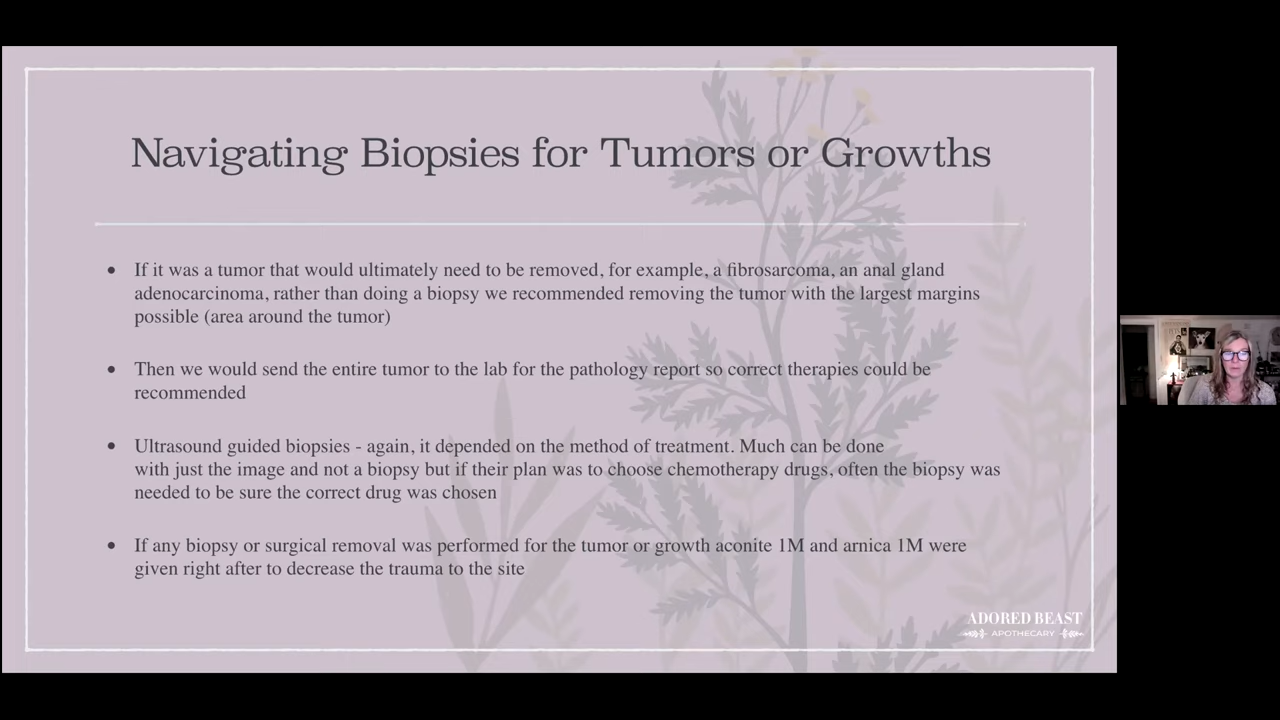 Navigating Biopsies for Tumors or Growths
• If it was a tumor that would ultimately need to be removed, for example, a fibrosarcoma, an anal gland
adenocarcinoma, rather than doing a biopsy we recommended removing the tumor with the largest margins
possible (area around the tumor)
• Then we would send the entire tumor to the lab for the pathology report so correct therapies could be
recommended
• Ultrasound guided biopsies - again, it depended on the method of treatment. Much can be done
with just the image and not a biopsy but if their plan was to choose chemotherapy drugs, often the biopsy was
needed to be sure the correct drug was chosen
• If any biopsy or surgical removal was performed for the tumor or growth aconite 1M and arnica 1M were
given right after to decrease the trauma to the site
ADORED BEAST
APOTHECARY